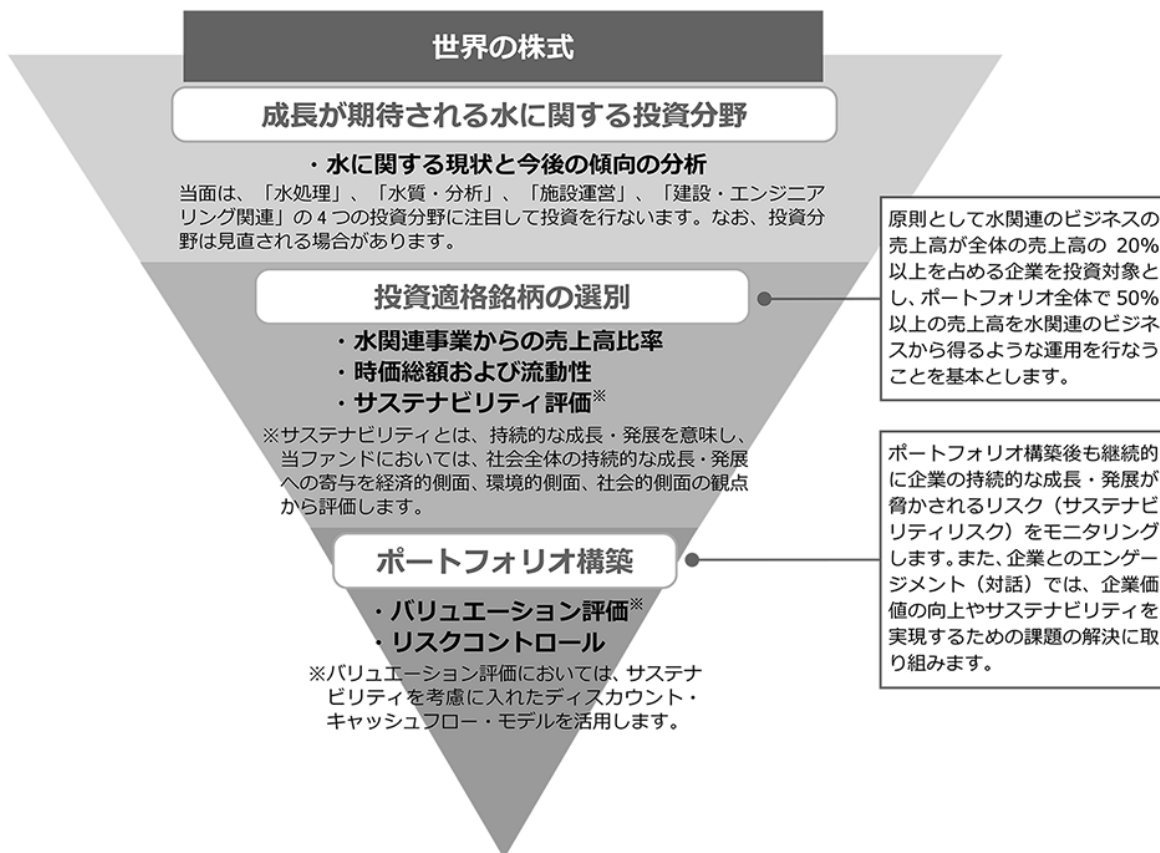 世界の株式
成長が期待される水に関する投資分野
・水に関する現状と今後の傾向の分析
当面は、「水処理」、「水質・分析」、「施設運営」、「建設・エンジニア
リング関連」の4つの投資分野に注目して投資を行ないます。なお、投資分
野は見直される場合があります。
投資適格銘柄の選別
・水関連事業からの売上高比率
・時価総額および流動性
・サステナビリティ評価※
※サステナビリティとは、持続的な成長・発展を意味し、
当ファンドにおいては、社会全体の持続的な成長・発展
への寄与を経済的側面、環境的側面、社会的側面の観点
から評価します。
原則として水関連のビジネスの
売上高が全体の売上高の 20%
以上を占める企業を投資対象と
し、ポートフォリオ全体で 50%
以上の売上高を水関連のビジネ
スから得るような運用を行なう
ことを基本とします。
ポートフォリオ構築
・バリュエーション評価※
・リスクコントロール
※バリュエーション評価においては、サステナ
ビリティを考慮に入れたディスカウント・
キャッシュフロー・モデルを活用します。
ポートフォリオ構築後も継続的
に企業の持続的な成長・発展が
脅かされるリスク（サステナビ
リティリスク）をモニタリング
します。また、企業とのエンゲー
ジメント（対話）では、企業価
値の向上やサステナビリティを
実現するための課題の解決に取
り組みます。